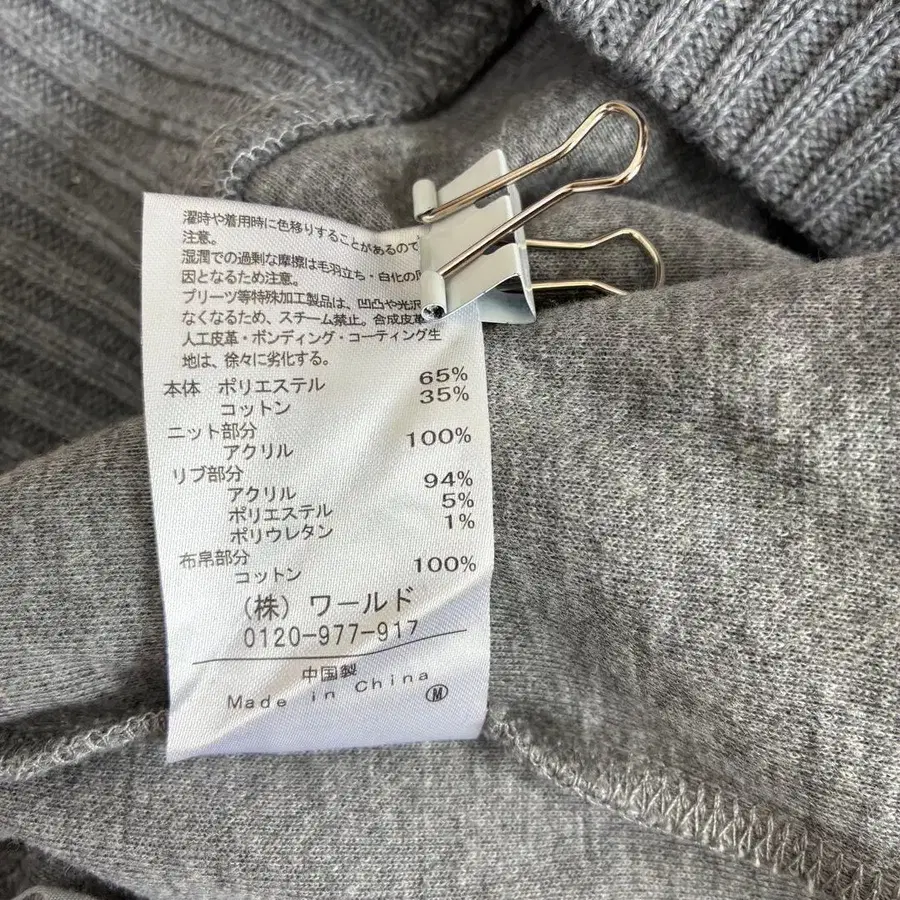 濯時や着用時に色移りすることがあるので
注意。
湿潤での過剰な摩擦は毛羽立ち・白化の
因となるため注意。
プリーツ等特殊加工製品は、凹凸や光沢
なくなるため、スチーム禁止。合成皮革
人工皮革・ボンディング・コーティング生
地は、徐々に劣化する。
本体 ポリエステル 65%
コットン 35%
ニット部分
アクリル 100%
リブ部分
アクリル 94%
ポリエステル 5%
ポリウレタン 1%
布帛部分
コットン 100%
(株) ワールド
0120-977-917
中国製
Made in China Ⓜ